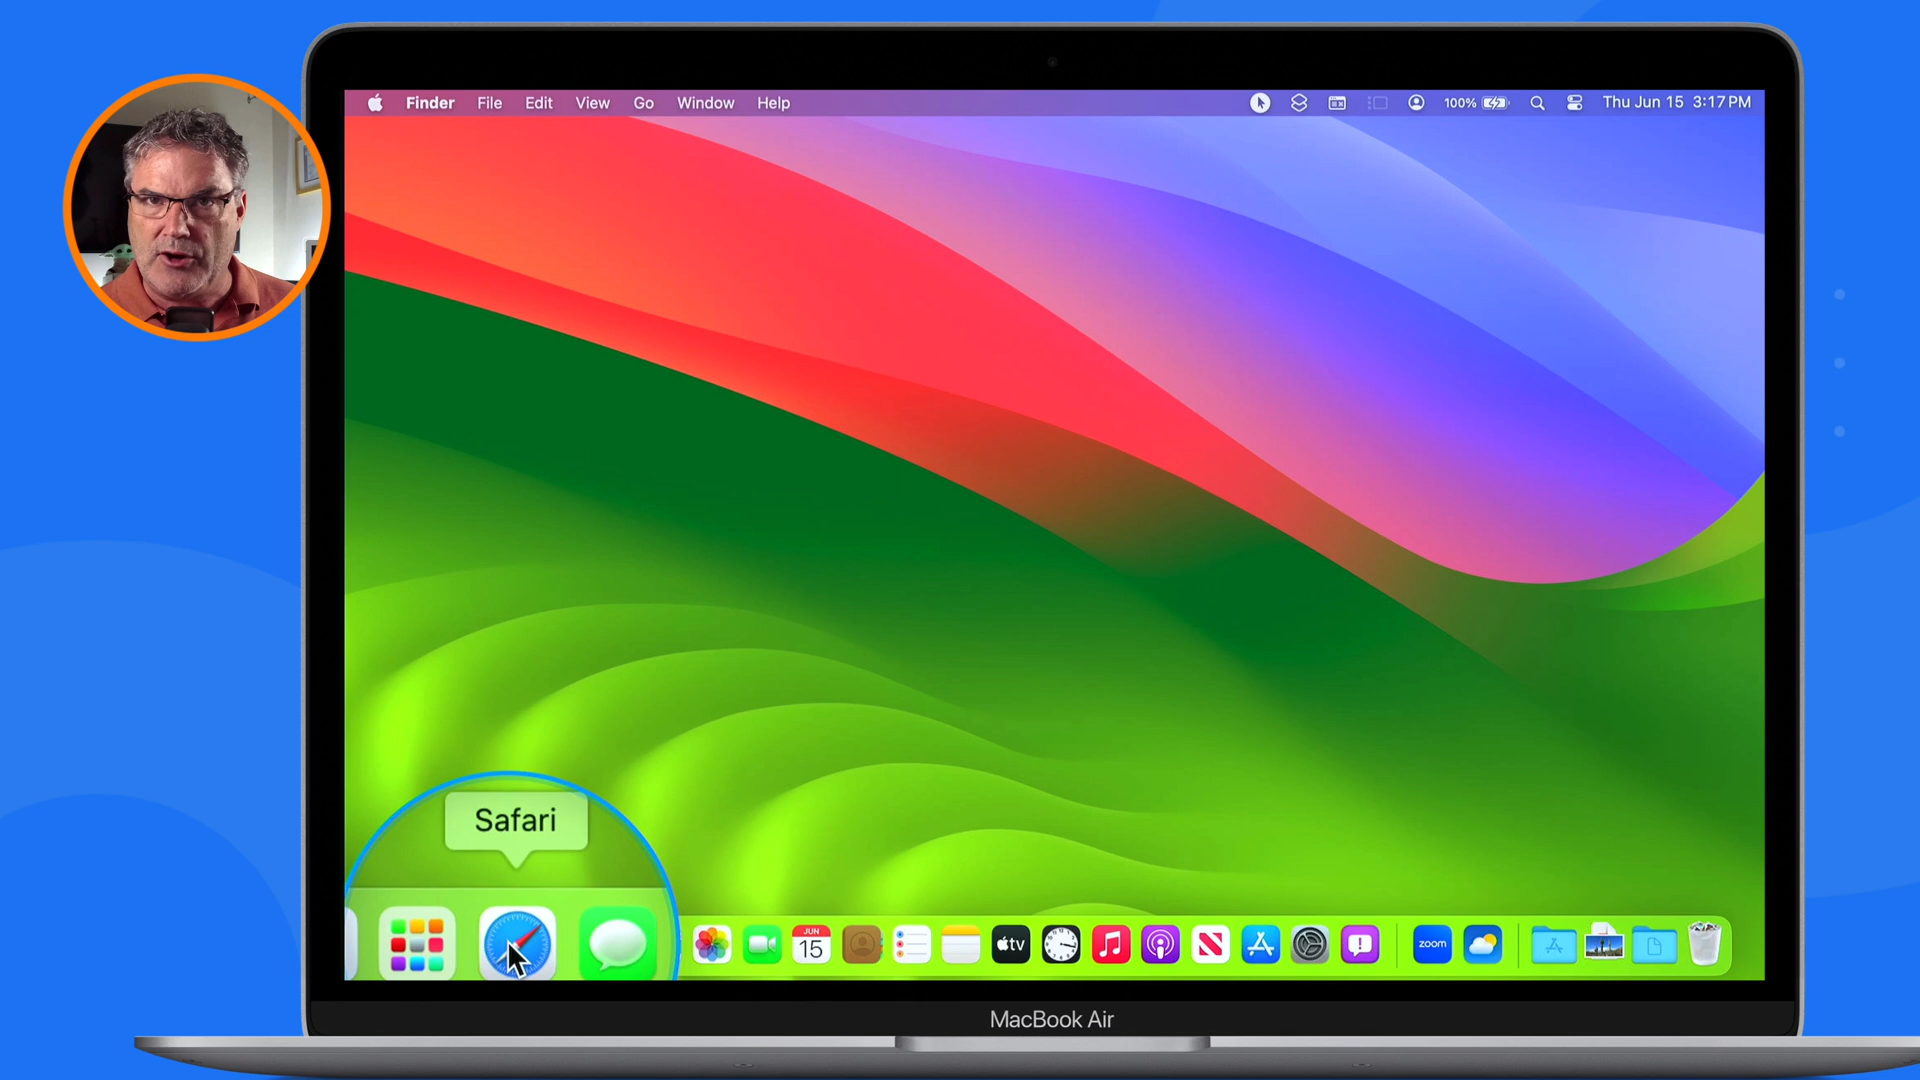 Finder File Edit View Go Window Help 100% Thu Jun 15 3:17 PM
Safari
JUN
15
tv
zoom
MacBook Air